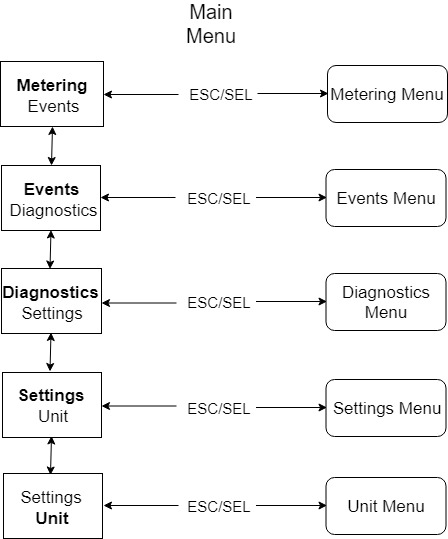 Main
Menu
Metering
Events
ESC/SEL
Metering Menu
Events
Diagnostics
ESC/SEL
Events Menu
Diagnostics
Settings
ESC/SEL
Diagnostics
Menu
Settings
Unit
ESC/SEL
Settings Menu
Settings
Unit
ESC/SEL
Unit Menu